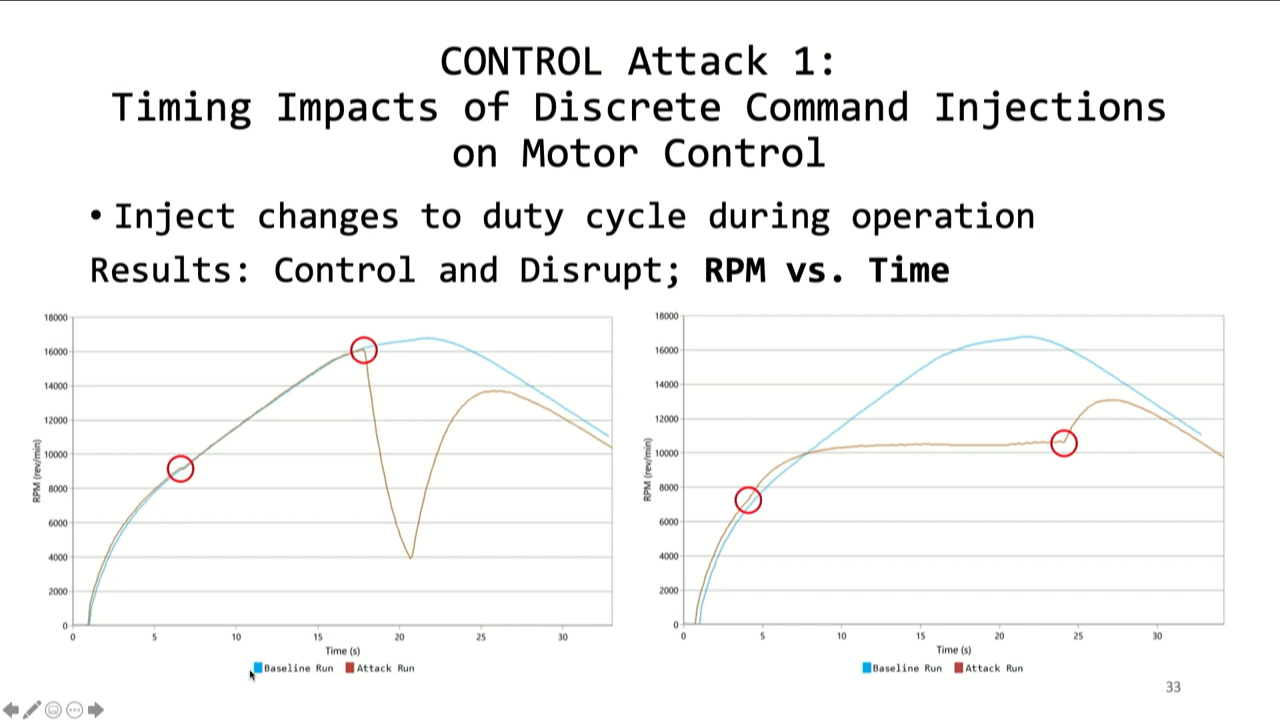 CONTROL Attack 1:
Timing Impacts of Discrete Command Injections
on Motor Control
• Inject changes to duty cycle during operation
Results: Control and Disrupt; RPM vs. Time
18000
16000
14000
12000
10000
8000
6000
4000
2000
0
RPM (rev/min)
0 5 10 15 20 25 30
Time (s)
Baseline Run Attack Run
18000
16000
14000
12000
10000
8000
6000
4000
2000
0
RPM (rev/min)
0 5 10 15 20 25 30
Time (s)
Baseline Run Attack Run
33